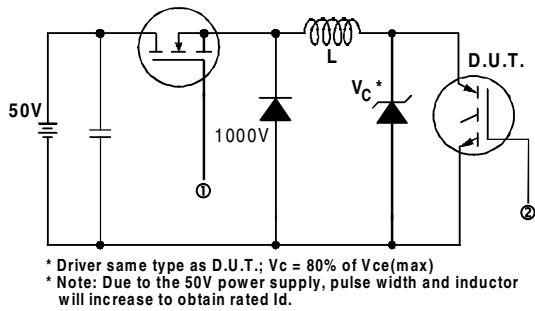 L
D.U.T.
VC *
50V
1000V
①
②
* Driver same type as D.U.T.; Vc = 80% of Vce(max)
* Note: Due to the 50V power supply, pulse width and inductor
will increase to obtain rated Id.